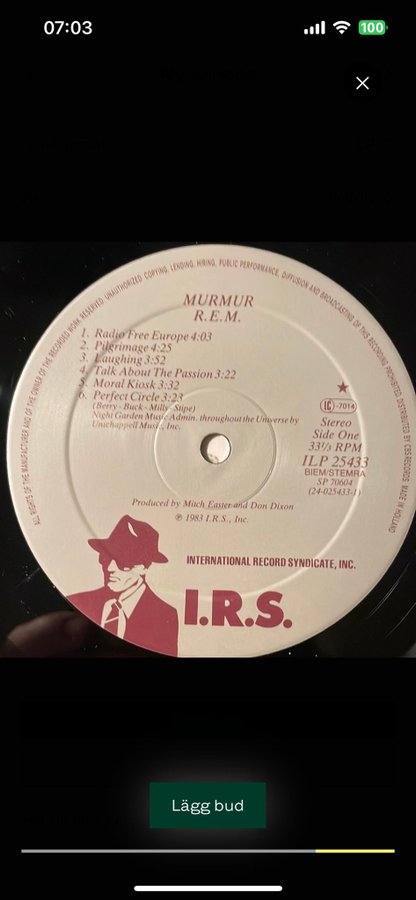 07:03
100
ALL RIGHTS OF THE MANUFACTURER AND OF THE OWNER OF THE RECORDED WORK RESERVED. UNAUTHORIZED COPYING, LENDING, HIRING, PUBLIC PERFORMANCE, DIFFUSION AND BROADCASTING OF THIS RECORDING PROHIBITED. DISTRIBUTED BY CBS RECORDS. MADE IN HOLLAND
MURMUR
R.E.M.
1. Radio Free Europe 4:03
2. Pilgrimage 4:25
3. Laughing 3:52
4. Talk About The Passion 3:22
5. Moral Kiosk 3:32
6. Perfect Circle 3:23
(Berry - Buck - Mills - Stipe)
Night Garden Music Admin. throughout the Universe by
Unichappell Music, Inc.
LC-7014
Stereo
Side One
33⅓ RPM
ILP 25433
BIEM/STEMRA
SP 70604
(24-025433-1)
Produced by Mitch Easter and Don Dixon
℗ 1983 I.R.S., Inc.
INTERNATIONAL RECORD SYNDICATE, INC.
I.R.S.
Lägg bud